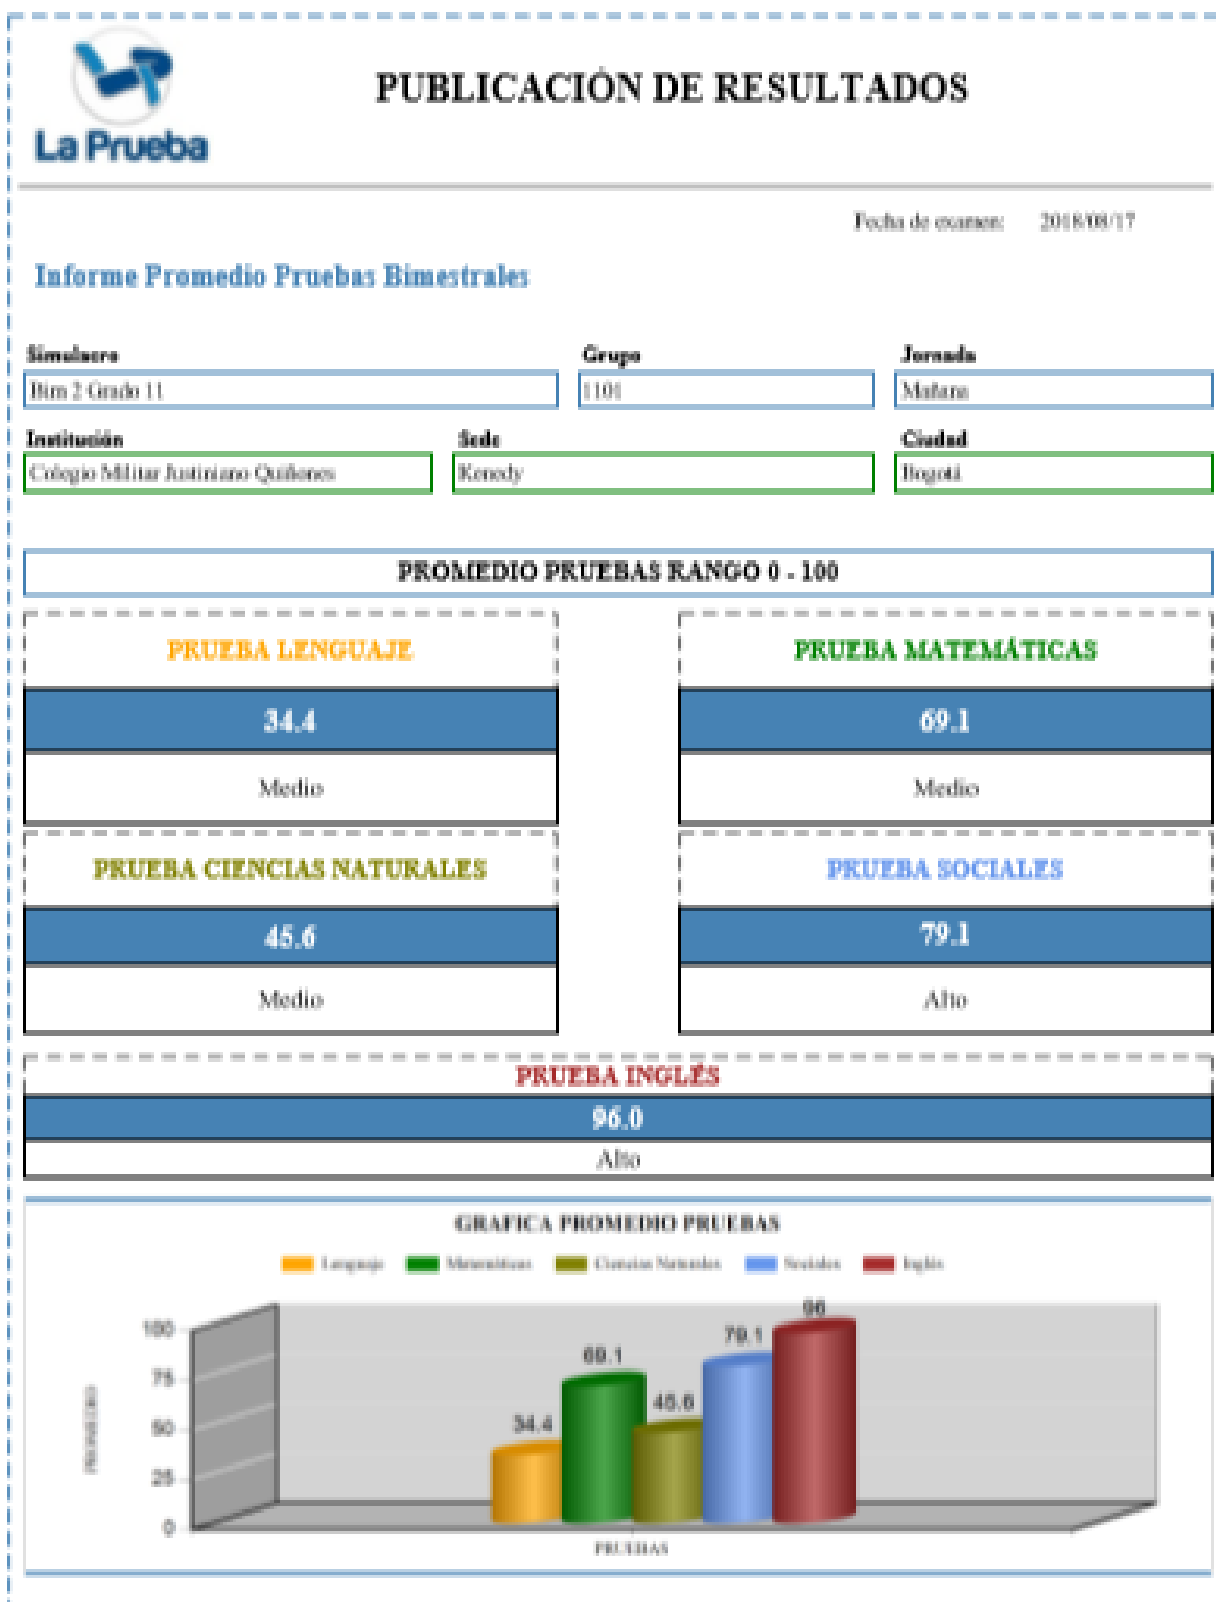 La Prueba
PUBLICACIÓN DE RESULTADOS
Fecha de examen: 2018/08/17
Informe Promedio Pruebas Bimestrales
Simulacro Grupo Jornada
Bim 2 Grado 11 1101 Mañana
Institución Sede Ciudad
Colegio Militar Justiniano Quiñones Kenedy Bogotá
PROMEDIO PRUEBAS RANGO 0 - 100
PRUEBA LENGUAJE PRUEBA MATEMÁTICAS
34.4 69.1
Medio Medio
PRUEBA CIENCIAS NATURALES PRUEBA SOCIALES
45.6 79.1
Medio Alto
PRUEBA INGLÉS
96.0
Alto
GRAFICA PROMEDIO PRUEBAS
Lenguaje Matemáticas Ciencias Naturales Sociales Inglés
100
75
50
25
0
PROMEDIO
34.4
69.1
45.6
79.1
96
PRUEBAS